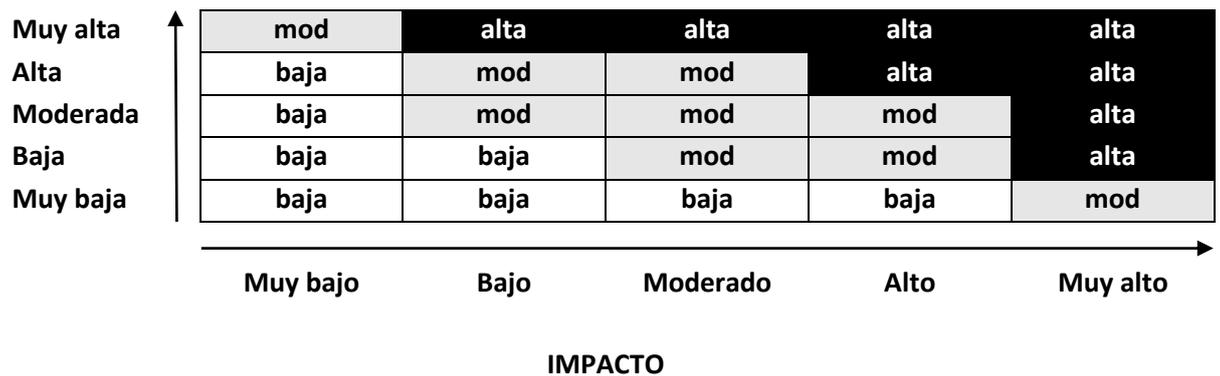 Muy alta mod alta alta alta alta
Alta baja mod mod alta alta
Moderada baja mod mod mod alta
Baja baja baja mod mod alta
Muy baja baja baja baja baja mod
Muy bajo Bajo Moderado Alto Muy alto
IMPACTO